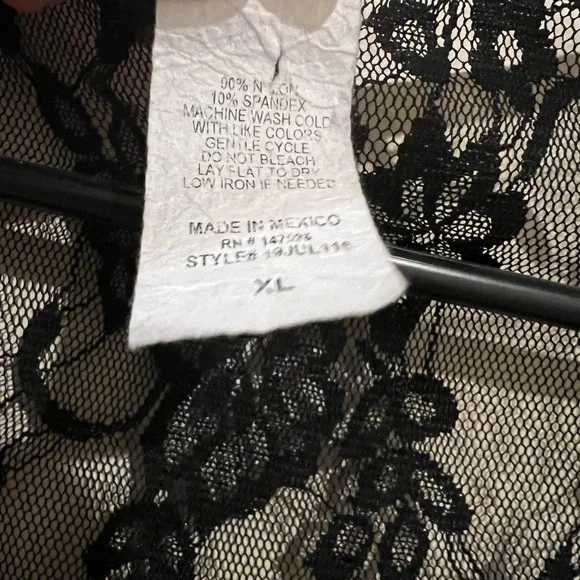 90% NYLON
10% SPANDEX
MACHINE WASH COLD
WITH LIKE COLORS
GENTLE CYCLE
DO NOT BLEACH
LAY FLAT TO DRY
LOW IRON IF NEEDED
MADE IN MEXICO
RN #
STYLE#
XL